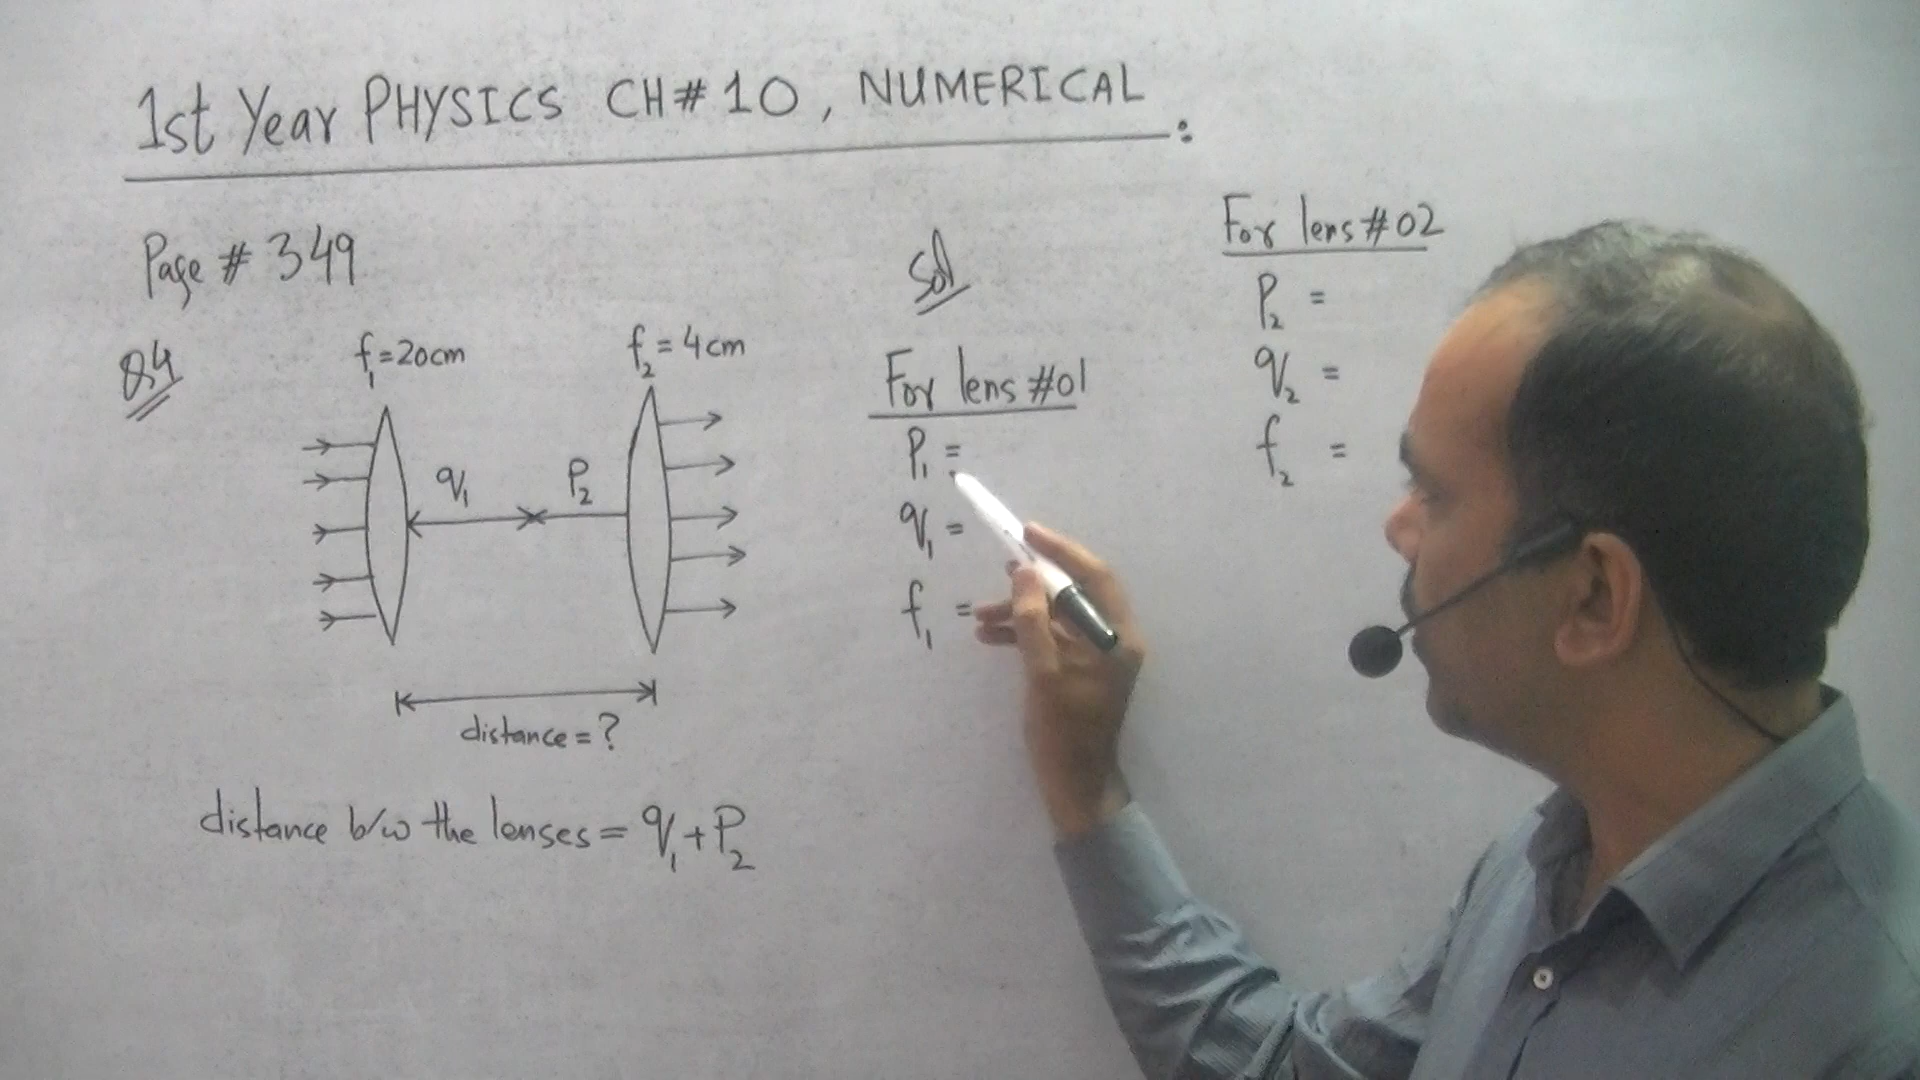 1st Year PHYSICS CH# 10, NUMERICAL:
Page # 349
Q4
f₁=20cm
f₂=4cm
q₁
P₂
distance=?
distance b/w the lenses= q₁+P₂
Sol
For lens#01
P₁ =
q₁ =
f₁ =
For lens#02
P₂ =
q₂ =
f₂ =